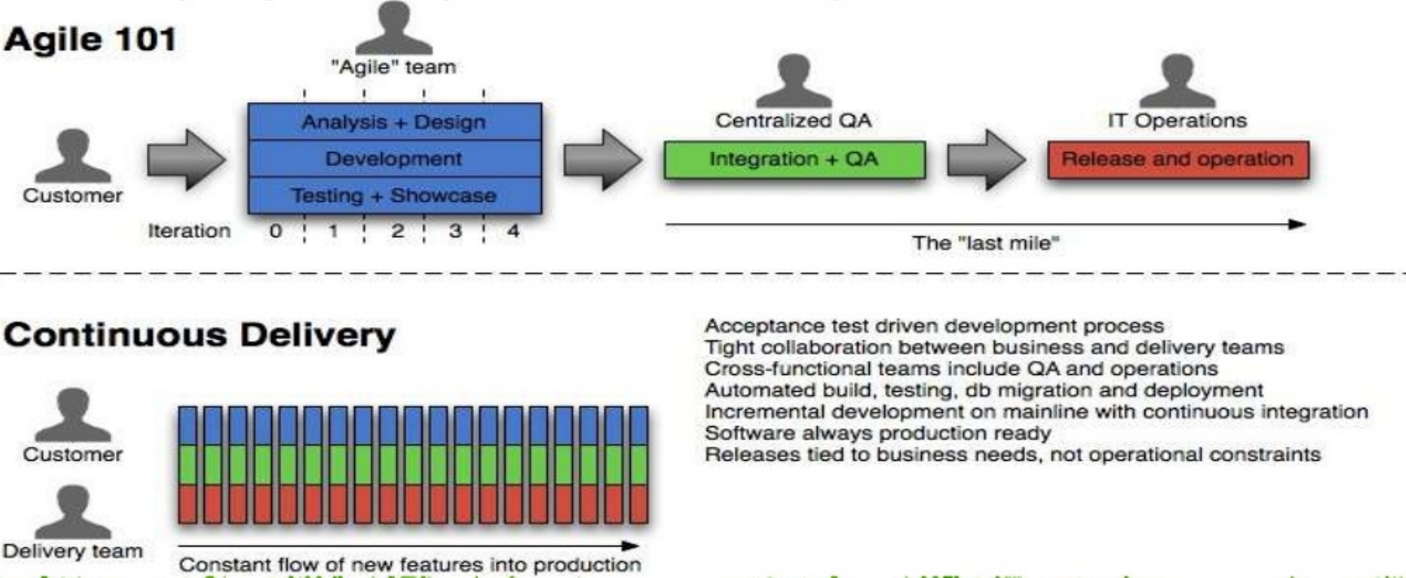 Agile 101
"Agile" team
Customer
Analysis + Design
Development
Testing + Showcase
Iteration 0 1 2 3 4
Centralized QA
Integration + QA
IT Operations
Release and operation
The "last mile"
Continuous Delivery
Customer
Delivery team
Constant flow of new features into production
Acceptance test driven development process
Tight collaboration between business and delivery teams
Cross-functional teams include QA and operations
Automated build, testing, db migration and deployment
Incremental development on mainline with continuous integration
Software always production ready
Releases tied to business needs, not operational constraints